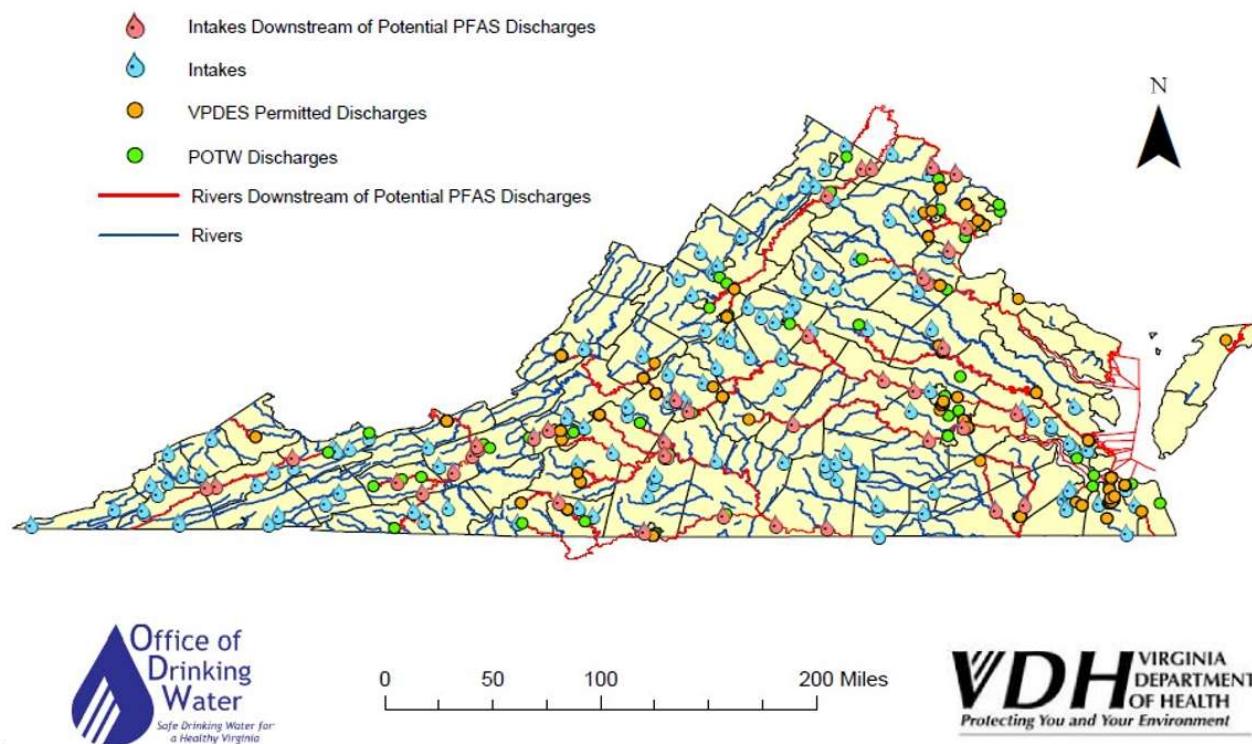 Intakes Downstream of Potential PFAS Discharges
Intakes
VPDES Permitted Discharges
POTW Discharges
Rivers Downstream of Potential PFAS Discharges
Rivers
N
Office of
Drinking
Water
Safe Drinking Water for
a Healthy Virginia
0 50 100 200 Miles
VDH VIRGINIA
DEPARTMENT
OF HEALTH
Protecting You and Your Environment